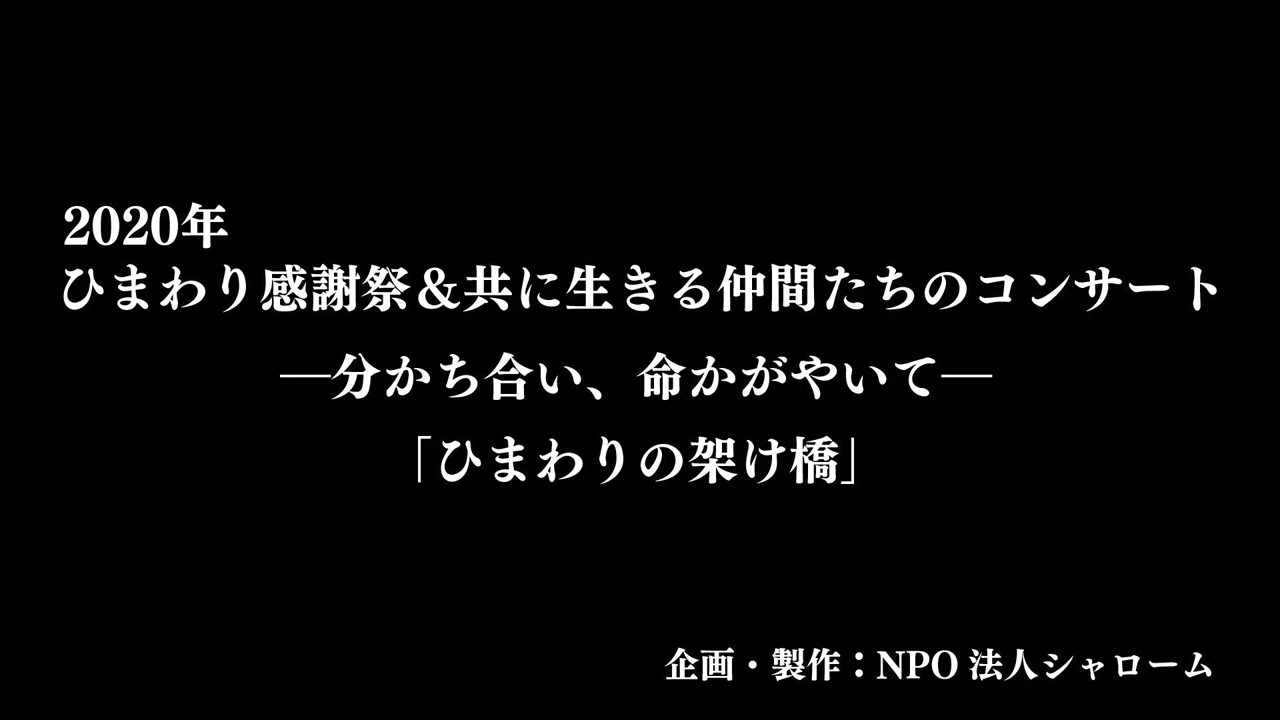 2020年
ひまわり感謝祭＆共に生きる仲間たちのコンサート
―分かち合い、命かがやいて―
「ひまわりの架け橋」
企画・製作：NPO 法人シャローム